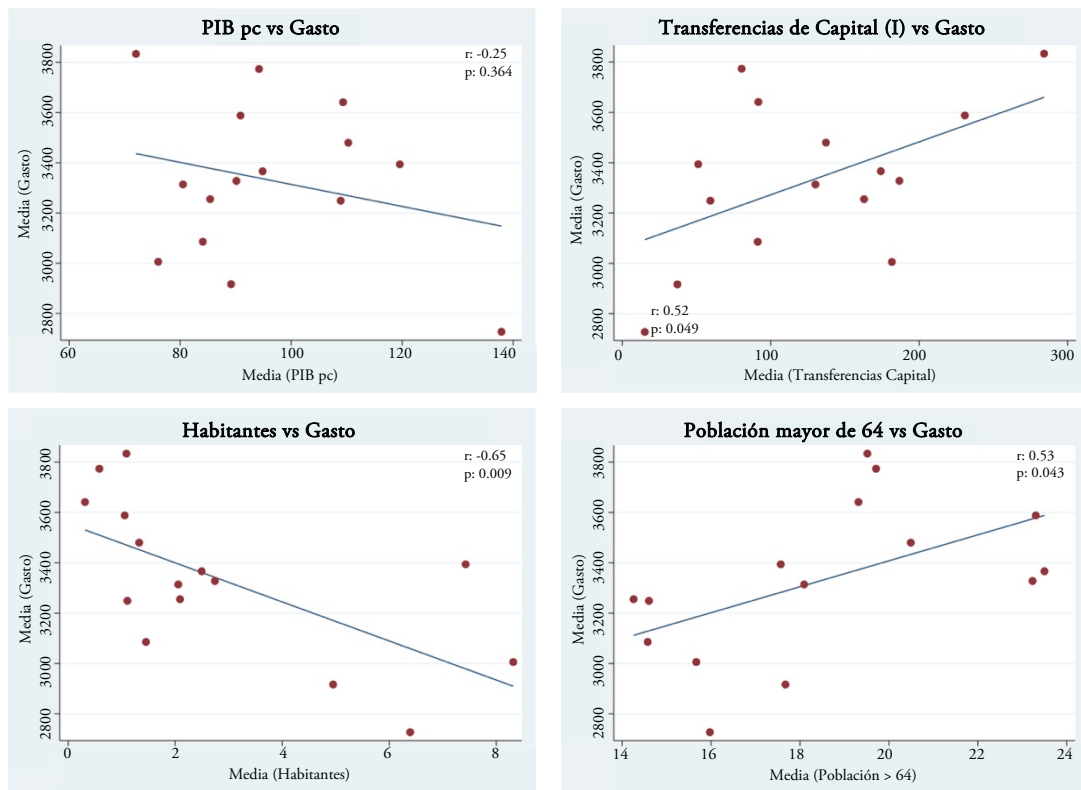 PIB pc vs Gasto
r: -0.25
p: 0.364
Media (Gasto)
3800
3600
3400
3200
3000
2800
60 80 100 120 140
Media (PIB pc)
Transferencias de Capital (I) vs Gasto
Media (Gasto)
3800
3600
3400
3200
3000
2800
r: 0.52
p: 0.049
0 100 200 300
Media (Transferencias Capital)
Habitantes vs Gasto
r: -0.65
p: 0.009
Media (Gasto)
3800
3600
3400
3200
3000
2800
0 2 4 6 8
Media (Habitantes)
Población mayor de 64 vs Gasto
r: 0.53
p: 0.043
Media (Gasto)
3800
3600
3400
3200
3000
2800
14 16 18 20 22 24
Media (Población > 64)